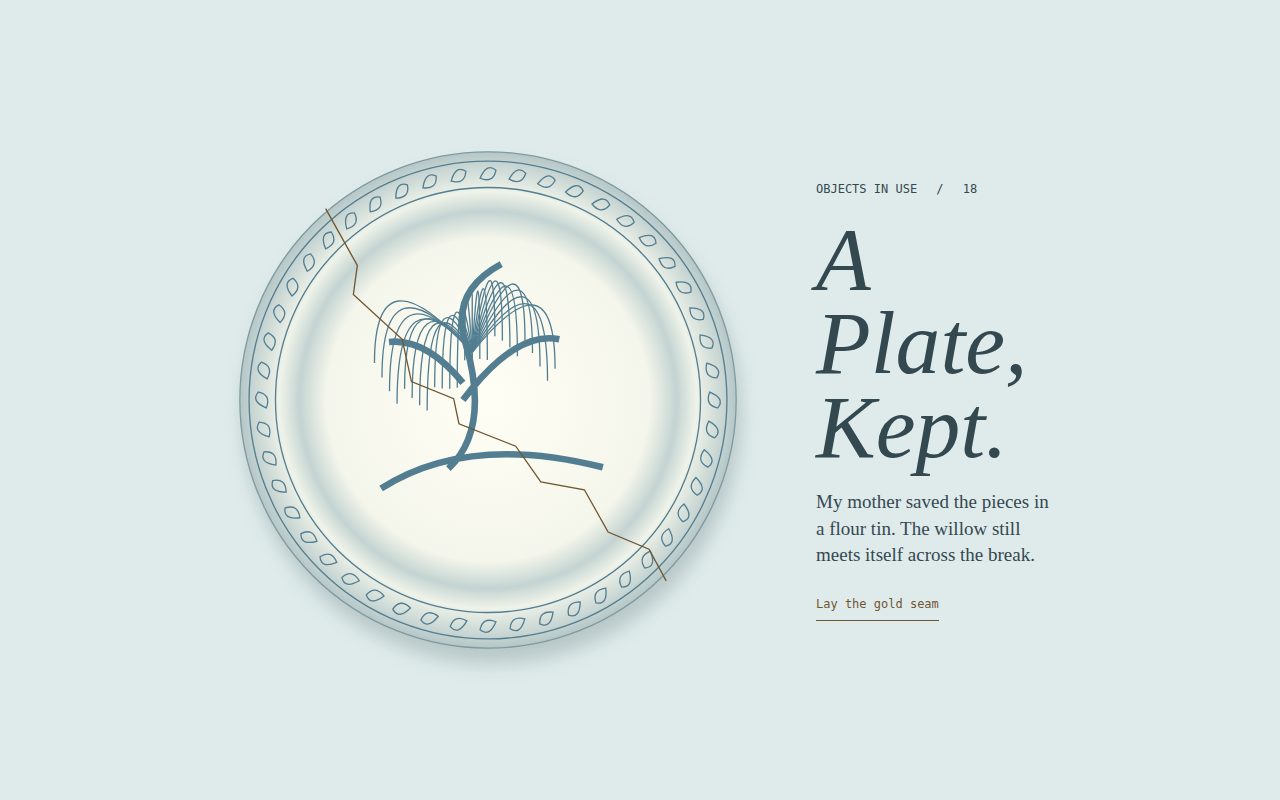 OBJECTS IN USE / 18
A
Plate,
Kept.
My mother saved the pieces in
a flour tin. The willow still
meets itself across the break.
Lay the gold seam